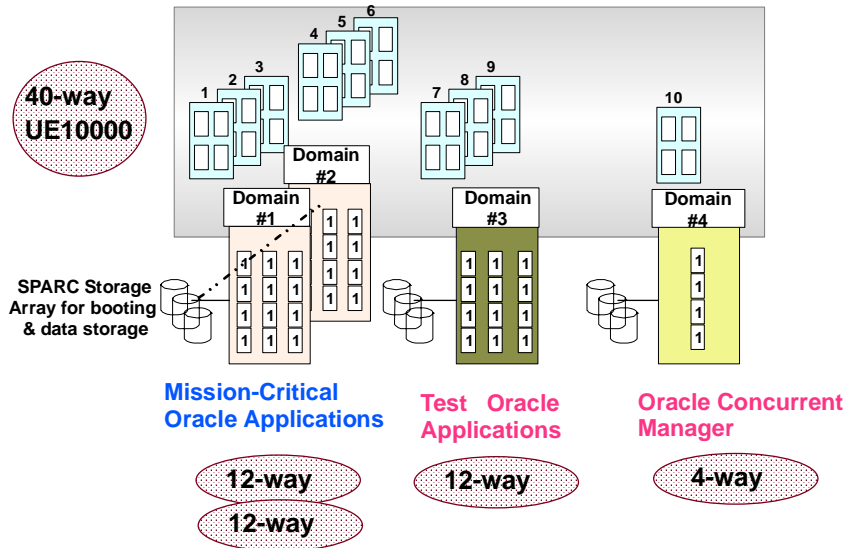 40-way
UE10000
1
2
3
4
5
6
7
8
9
10
Domain
#2
Domain
#1
Domain
#3
Domain
#4
1 1
1 1
1 1
1 1
1 1 1
1 1 1
1 1 1
1 1 1
1 1 1
1 1 1
1 1 1
1 1 1
1
1
1
1
SPARC Storage
Array for booting
& data storage
Mission-Critical
Oracle Applications
Test Oracle
Applications
Oracle Concurrent
Manager
12-way
12-way
12-way
4-way